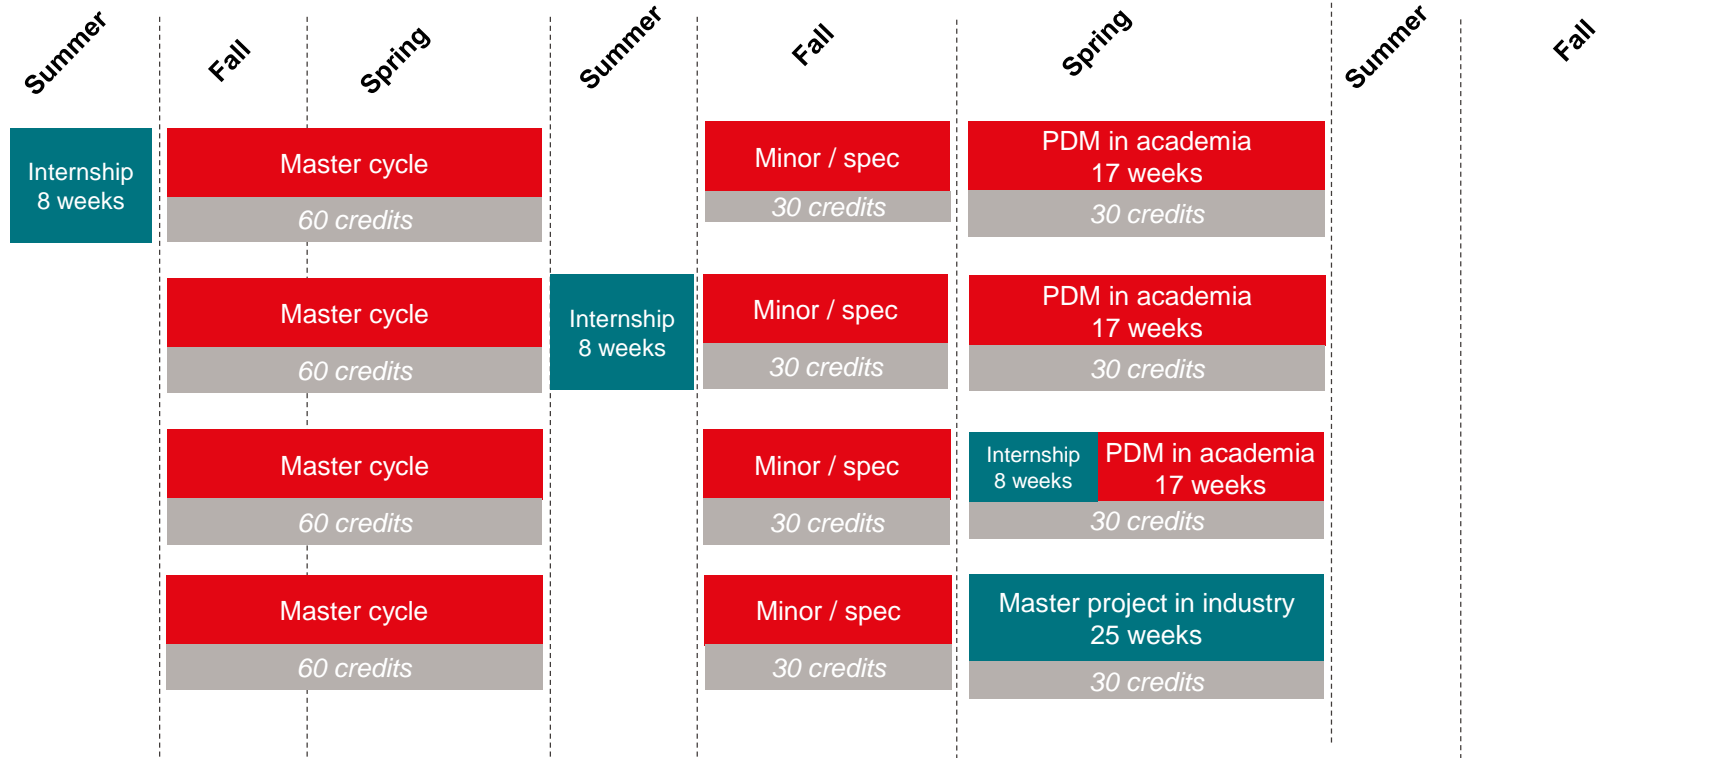 Summer
Fall
Spring
Summer
Fall
Spring
Summer
Fall
Internship
8 weeks
Master cycle
60 credits
Minor / spec
30 credits
PDM in academia
17 weeks
30 credits
Master cycle
60 credits
Internship
8 weeks
Minor / spec
30 credits
PDM in academia
17 weeks
30 credits
Master cycle
60 credits
Minor / spec
30 credits
Internship
8 weeks
PDM in academia
17 weeks
30 credits
Master cycle
60 credits
Minor / spec
30 credits
Master project in industry
25 weeks
30 credits